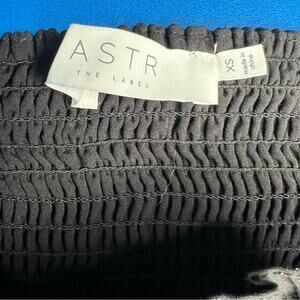 ASTR
THE LABEL
XS
made in
china